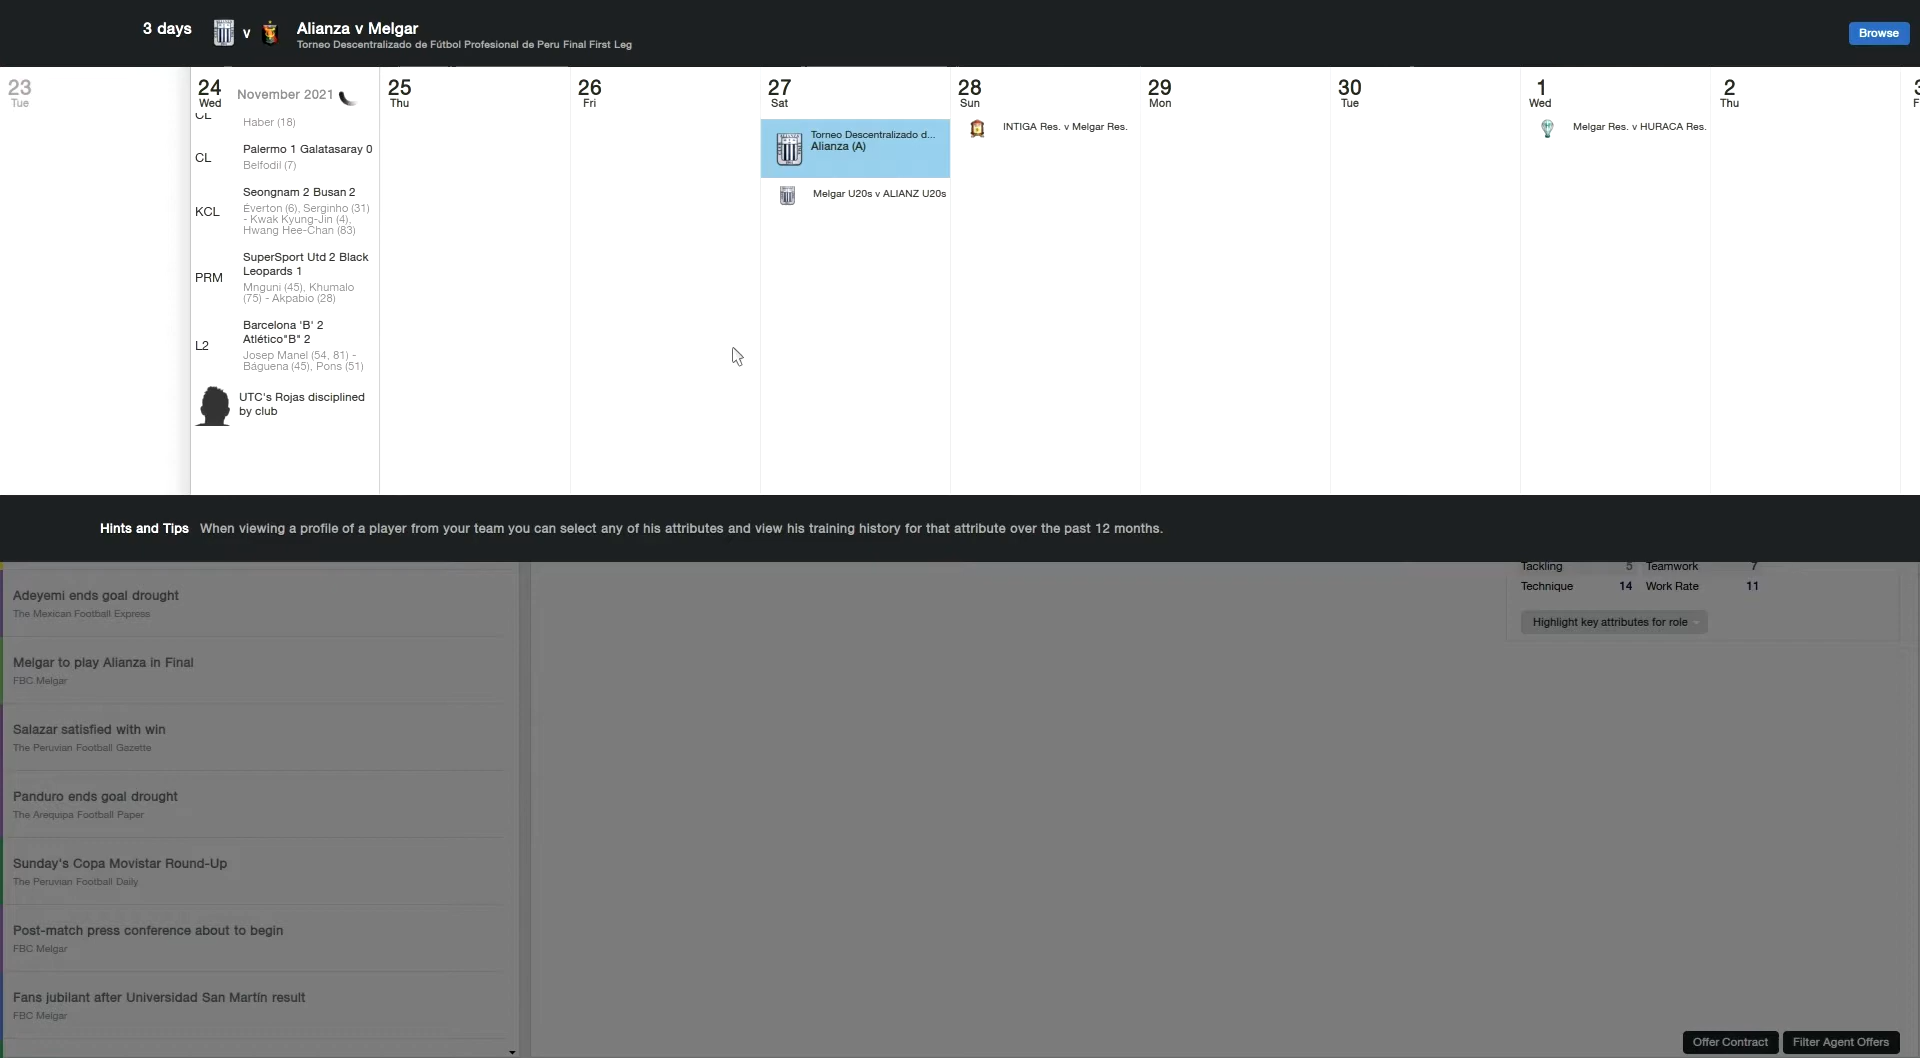 3 days
v
Alianza v Melgar
Torneo Descentralizado de Fútbol Profesional de Peru Final First Leg
Browse
23
Tue
24
Wed
November 2021
25
Thu
26
Fri
27
Sat
28
Sun
29
Mon
30
Tue
1
Wed
2
Thu
CL
Haber (18)
CL
Palermo 1 Galatasaray 0
Belfodil (7)
KCL
Seongnam 2 Busan 2
Éverton (6), Serginho (31)
- Kwak Kyung-Jin (4),
Hwang Hee-Chan (83)
PRM
SuperSport Utd 2 Black
Leopards 1
Mnguni (45), Khumalo
(75) - Akpabio (28)
L2
Barcelona 'B' 2
Atlético"B" 2
Josep Manel (54, 81) -
Báguena (45), Pons (51)
UTC's Rojas disciplined
by club
Torneo Descentralizado d...
Alianza (A)
Melgar U20s v ALIANZ U20s
INTIGA Res. v Melgar Res.
Melgar Res. v HURACA Res.
Hints and Tips When viewing a profile of a player from your team you can select any of his attributes and view his training history for that attribute over the past 12 months.
Adeyemi ends goal drought
The Mexican Football Express
Melgar to play Alianza in Final
FBC Melgar
Salazar satisfied with win
The Peruvian Football Gazette
Panduro ends goal drought
The Arequipa Football Paper
Sunday's Copa Movistar Round-Up
The Peruvian Football Daily
Post-match press conference about to begin
FBC Melgar
Fans jubilant after Universidad San Martín result
FBC Melgar
Tackling 5 Teamwork 7
Technique 14 Work Rate 11
Highlight key attributes for role
Offer Contract
Filter Agent Offers